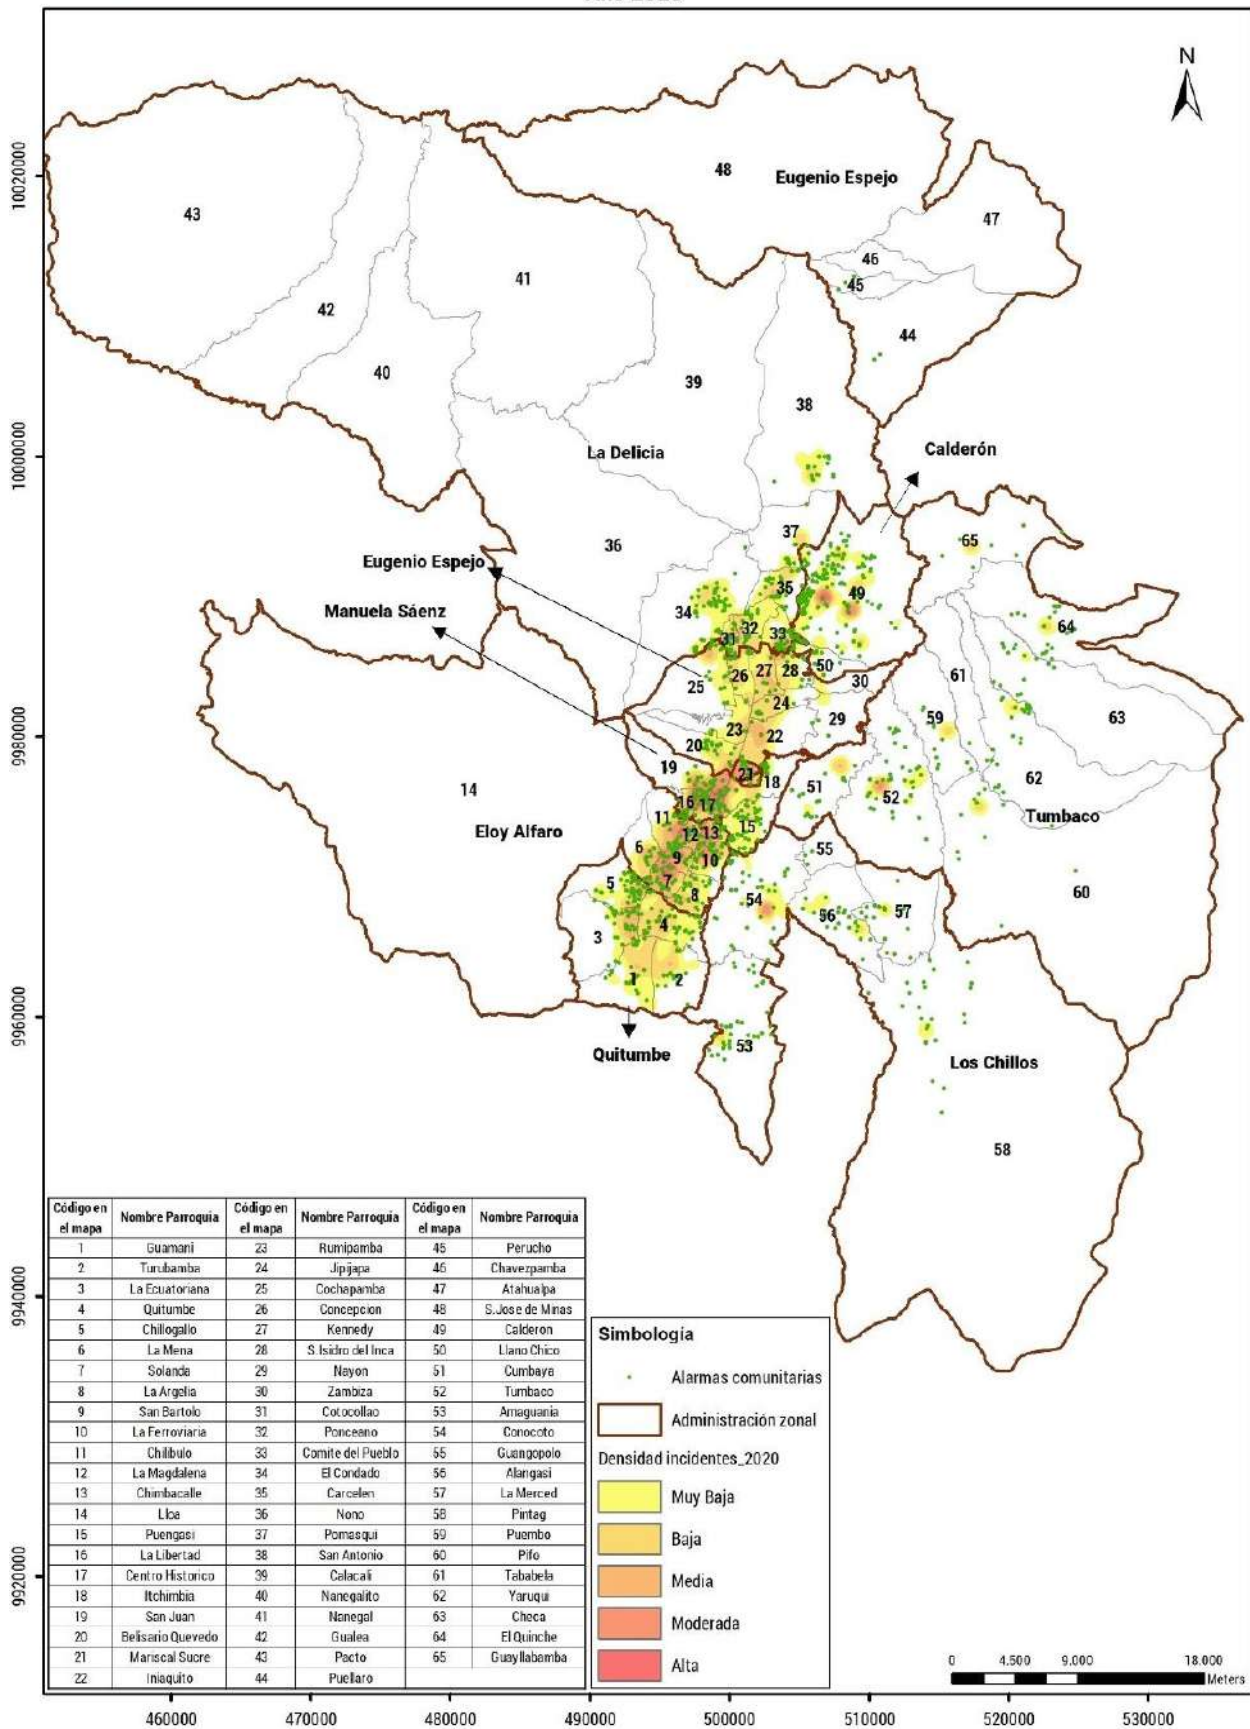 N
48
Eugenio Espejo
43
47
46
41
45
42
44
40
39
38
La Delicia
Calderón
37
36
65
Eugenio Espejo
35
49
Manuela Sáenz
34
32
64
31
33
50
27
28
26
61
25
30
24
63
59
29
23
22
20
62
19
21
14
18
51
16
52
17
11
Tumbaco
15
Eloy Alfaro
12
13
6
55
9
10
7
5
60
8
54
57
56
4
3
1
2
Quitumbe
53
Los Chillos
58
Código en el mapa Nombre Parroquia Código en el mapa Nombre Parroquia Código en el mapa Nombre Parroquia
1 Guamani 23 Rumipamba 45 Perucho
2 Turubamba 24 Jipijapa 46 Chavezpamba
3 La Ecuatoriana 25 Cochapamba 47 Atahualpa
4 Quitumbe 26 Concepcion 48 S.Jose de Minas
5 Chillogallo 27 Kennedy 49 Calderon
6 La Mena 28 S.Isidro del Inca 50 Llano Chico
7 Solanda 29 Nayon 51 Cumbaya
8 La Argelia 30 Zambiza 52 Tumbaco
9 San Bartolo 31 Cotocollao 53 Amaguania
10 La Ferroviaria 32 Ponceano 54 Conocoto
11 Chilibulo 33 Comite del Pueblo 55 Guangopolo
12 La Magdalena 34 El Condado 56 Alangasi
13 Chimbacalle 35 Carcelen 57 La Merced
14 Lloa 36 Nono 58 Pintag
15 Puengasi 37 Pomasqui 59 Puembo
16 La Libertad 38 San Antonio 60 Pifo
17 Centro Historico 39 Calacali 61 Tababela
18 Itchimbia 40 Nanegalito 62 Yaruqui
19 San Juan 41 Nanegal 63 Checa
20 Belisario Quevedo 42 Gualea 64 El Quinche
21 Mariscal Sucre 43 Pacto 65 Guayllabamba
22 Iniaquito 44 Puellaro
Simbología
Alarmas comunitarias
Administración zonal
Densidad incidentes_2020
Muy Baja
Baja
Media
Moderada
Alta
0 4.500 9.000 18.000
Meters
10020000
10000000
9980000
9960000
9940000
9920000
460000 470000 480000 490000 500000 510000 520000 530000